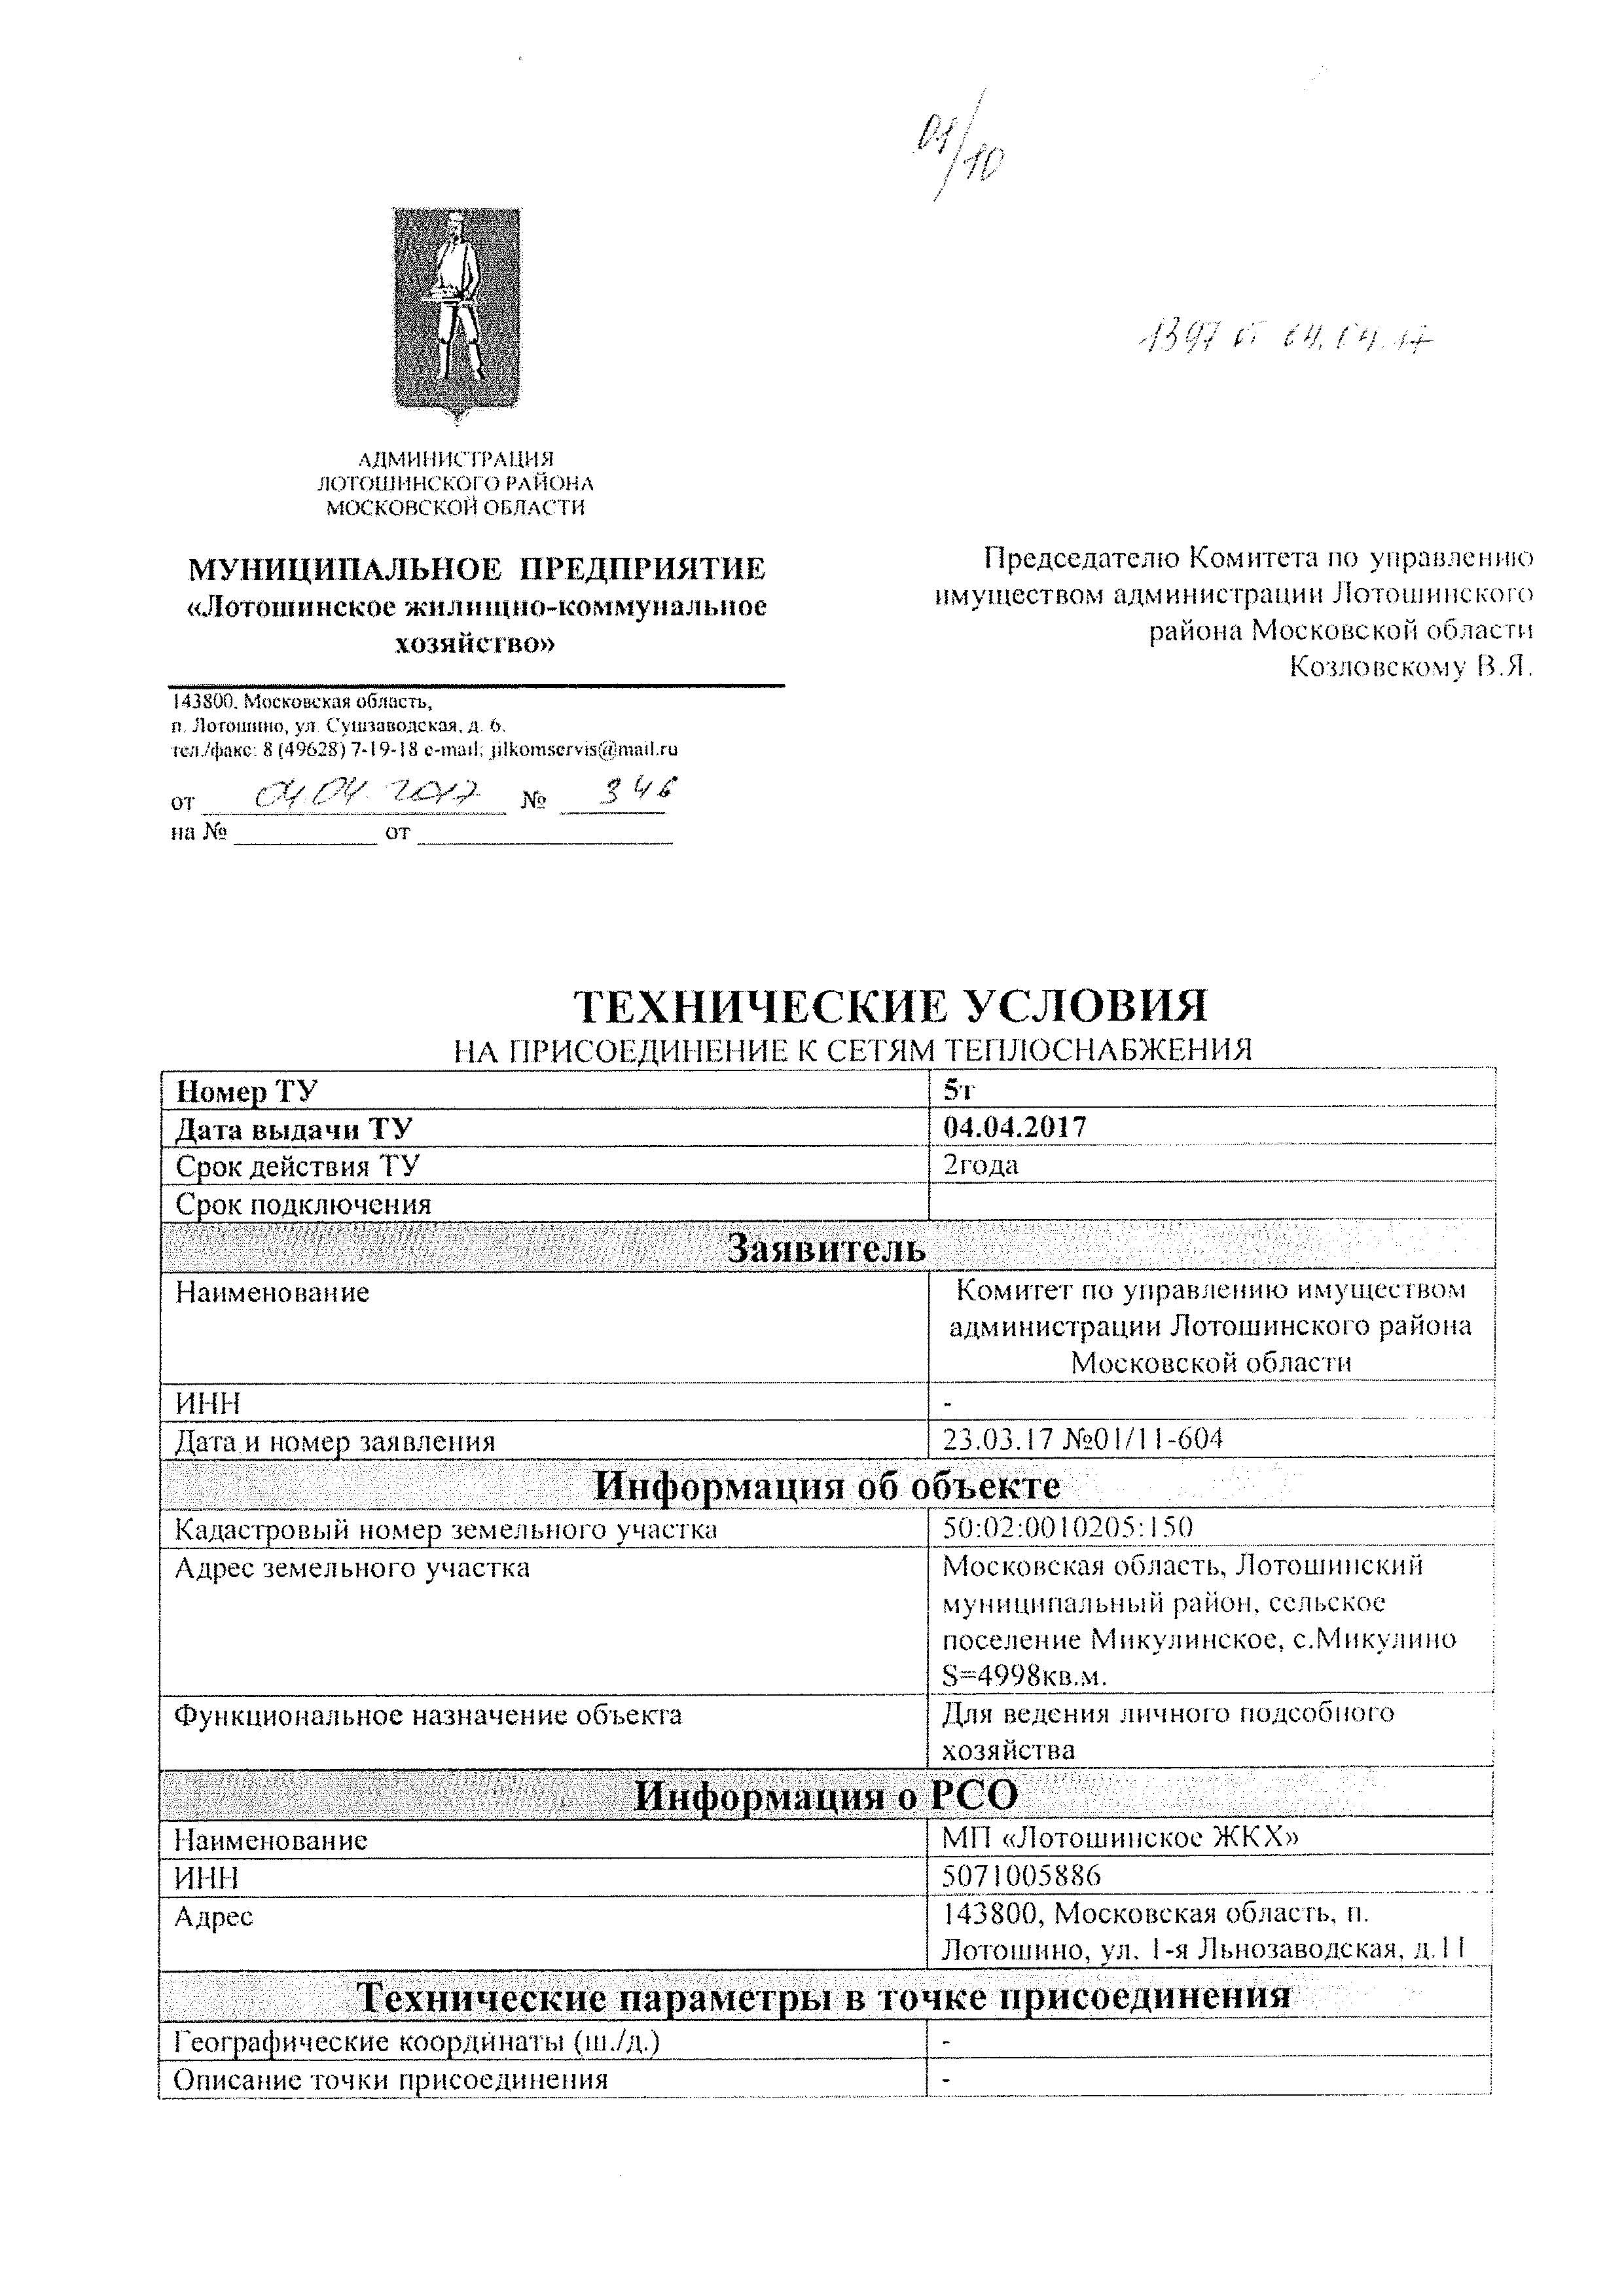 01/10
1397 от 04.04.17
АДМИНИСТРАЦИЯ
ЛОТОШИНСКОГО РАЙОНА
МОСКОВСКОЙ ОБЛАСТИ
МУНИЦИПАЛЬНОЕ ПРЕДПРИЯТИЕ
«Лотошинское жилищно-коммунальное
хозяйство»
143800, Московская область,
п. Лотошино, ул. Сушзаводская, д. 6.
тел./факс: 8 (49628) 7-19-18 e-mail: jilkomservis@mail.ru
от 04.04.2017 № 346
на № ____________ от ____________
Председателю Комитета по управлению
имуществом администрации Лотошинского
района Московской области
Козловскому В.Я.
ТЕХНИЧЕСКИЕ УСЛОВИЯ
НА ПРИСОЕДИНЕНИЕ К СЕТЯМ ТЕПЛОСНАБЖЕНИЯ
Номер ТУ 5т
Дата выдачи ТУ 04.04.2017
Срок действия ТУ 2года
Срок подключения
Заявитель
Наименование Комитет по управлению имуществом
администрации Лотошинского района
Московской области
ИНН -
Дата и номер заявления 23.03.17 №01/11-604
Информация об объекте
Кадастровый номер земельного участка 50:02:0010205:150
Адрес земельного участка Московская область, Лотошинский
муниципальный район, сельское
поселение Микулинское, с.Микулино
S=4998кв.м.
Функциональное назначение объекта Для ведения личного подсобного
хозяйства
Информация о РСО
Наименование МП «Лотошинское ЖКХ»
ИНН 5071005886
Адрес 143800, Московская область, п.
Лотошино, ул. 1-я Льнозаводская, д.11
Технические параметры в точке присоединения
Географические координаты (ш./д.) -
Описание точки присоединения -